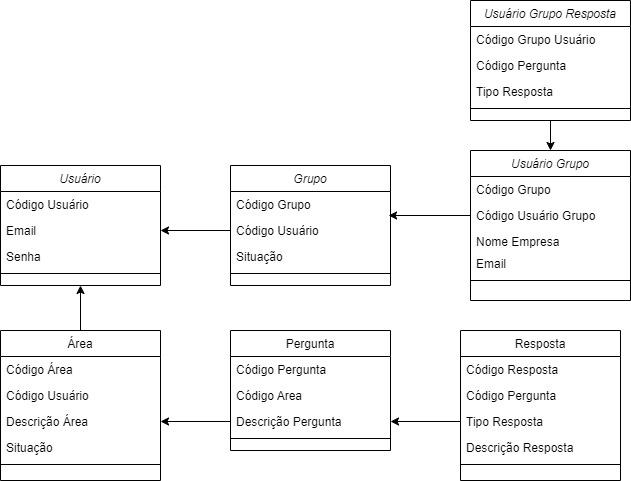 Usuário Grupo Resposta
Código Grupo Usuário
Código Pergunta
Tipo Resposta
Usuário
Código Usuário
Email
Senha
Grupo
Código Grupo
Código Usuário
Situação
Usuário Grupo
Código Grupo
Código Usuário Grupo
Nome Empresa
Email
Área
Código Área
Código Usuário
Descrição Área
Situação
Pergunta
Código Pergunta
Código Area
Descrição Pergunta
Resposta
Código Resposta
Código Pergunta
Tipo Resposta
Descrição Resposta